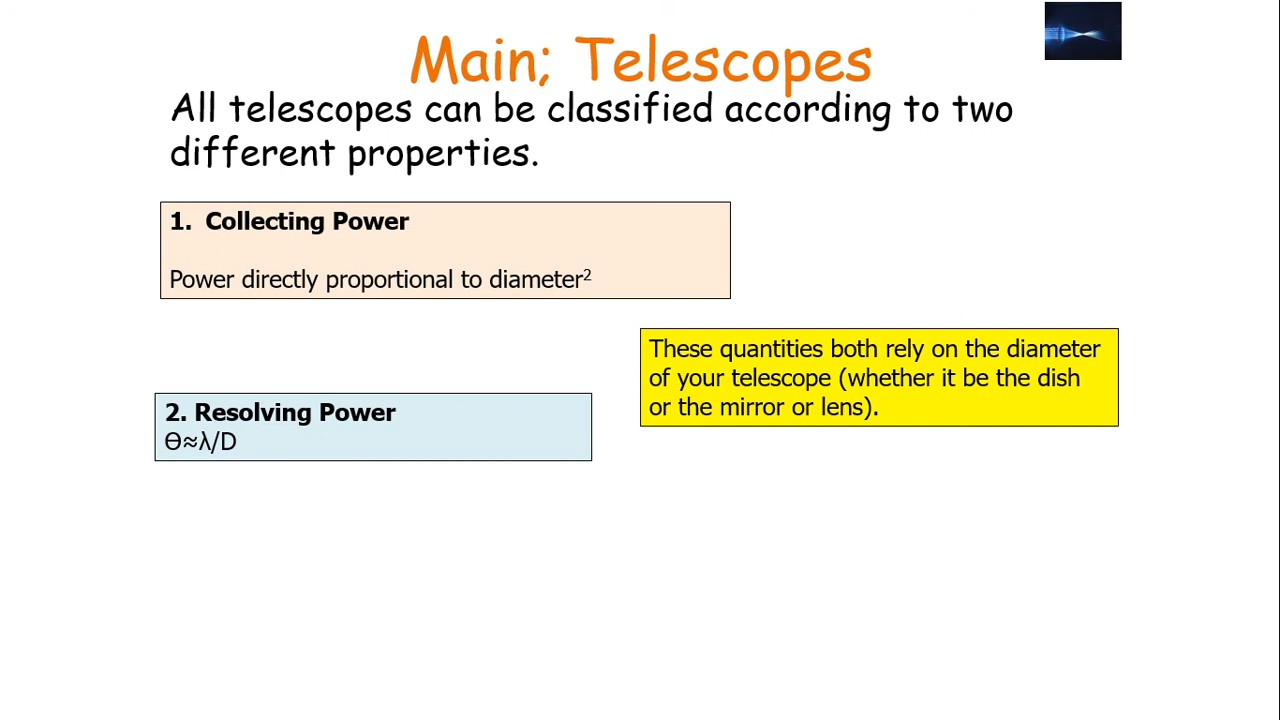 Main; Telescopes
All telescopes can be classified according to two
different properties.
1. Collecting Power
Power directly proportional to diameter²
These quantities both rely on the diameter
of your telescope (whether it be the dish
or the mirror or lens).
2. Resolving Power
ϴ≈λ/D